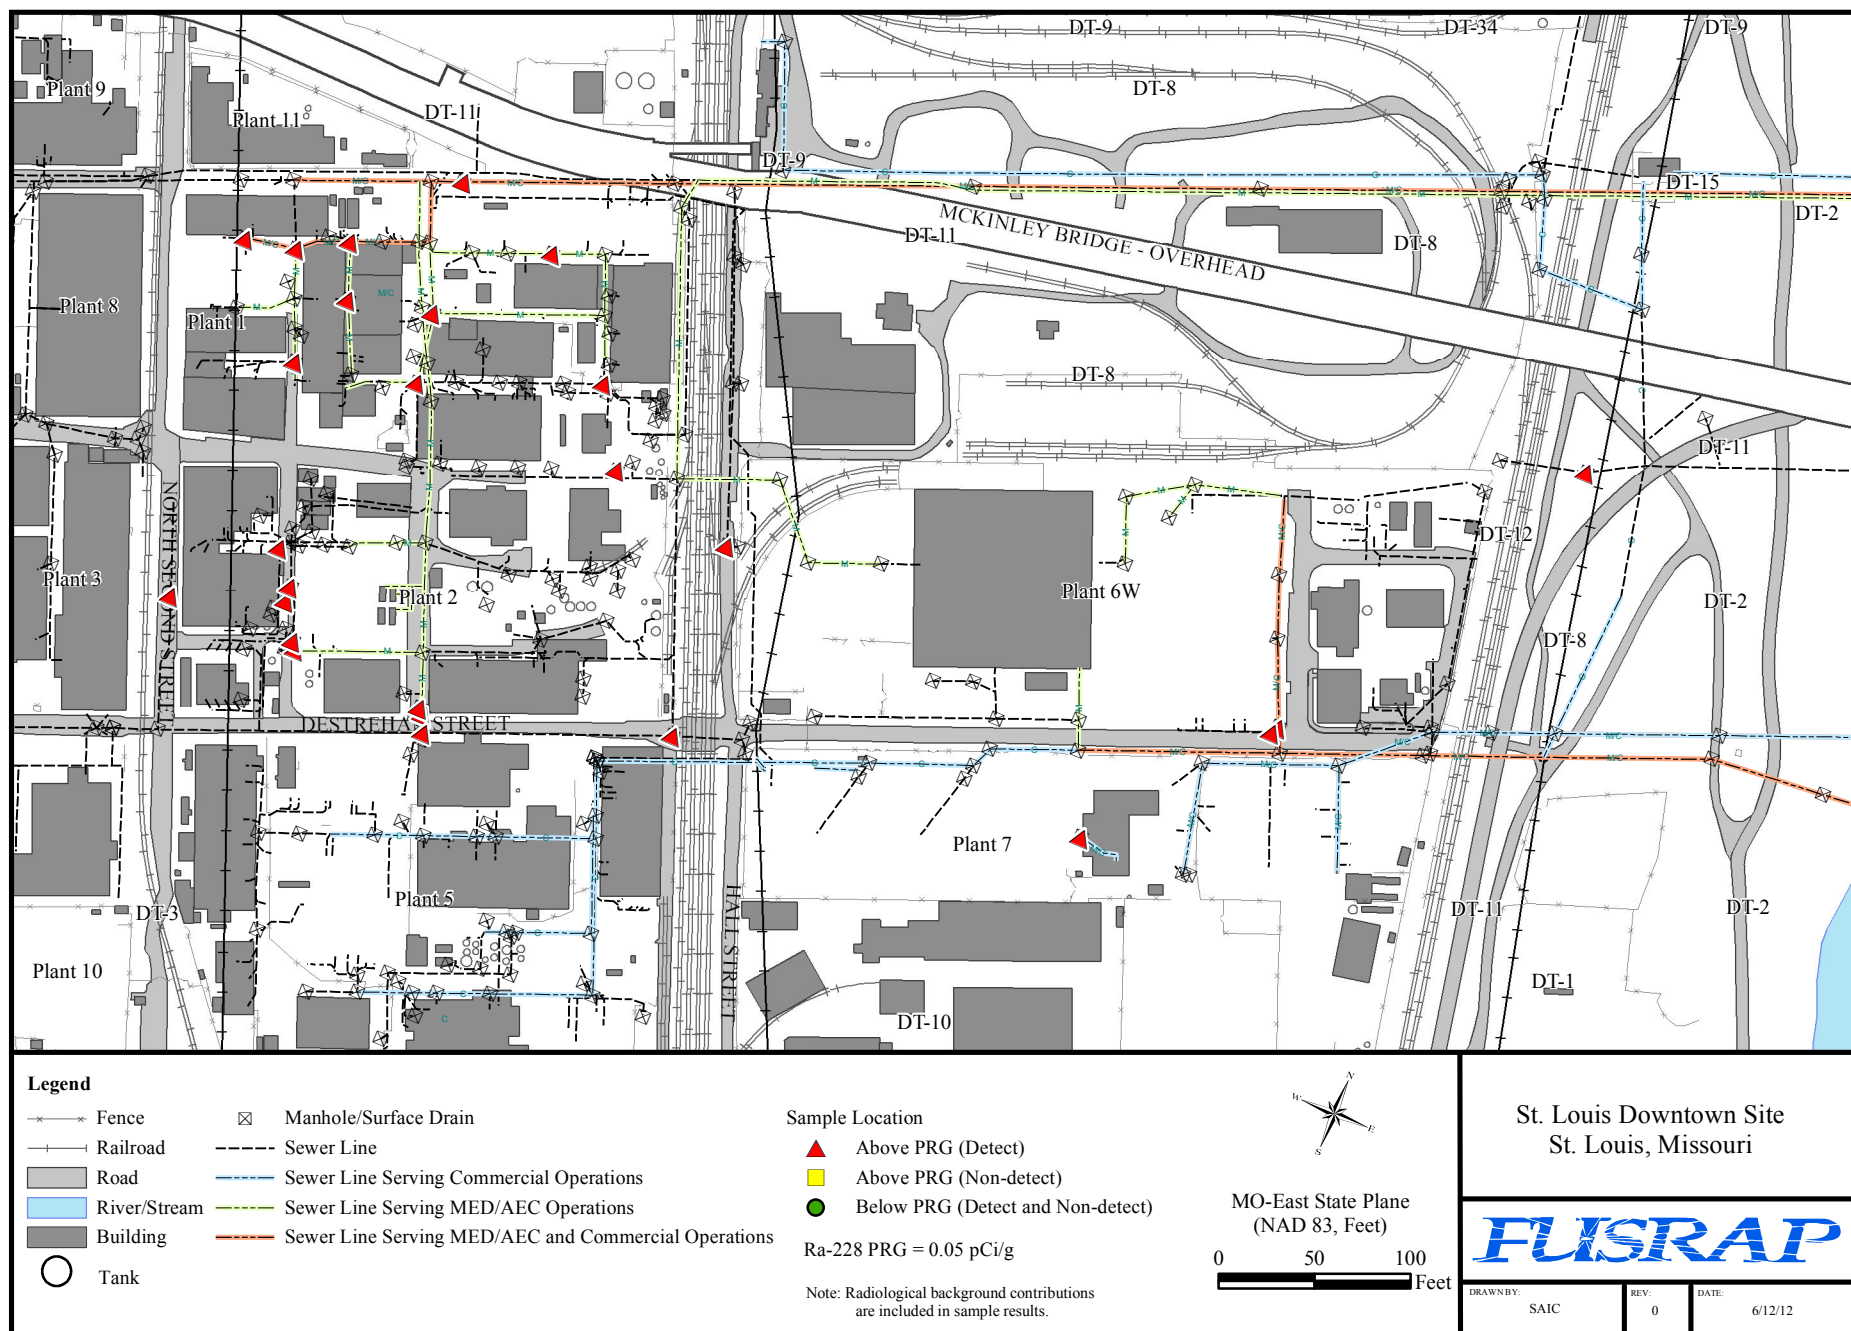 DT-9
DT-34
DT-9
Plant 9
DT-8
DT-11
Plant 11
DT-9
M/C
M/C
M
C
C
C
C
C
M
M
M/C
M
M
M/C
DT-15
DT-2
MCKINLEY BRIDGE - OVERHEAD
DT-11
DT-8
M/C
M/C
M
M
M/C
Plant 8
Plant 1
M
M
DT-8
DT-11
NORTH SECOND STREET
M
M
M
M
DT-12
Plant 3
Plant 2
M
M
Plant 6W
DT-2
DT-8
M
DESTREHAN STREET
M/C
M/C
M/C
M/C
M/C
M/C
C
C
C
Plant 7
M/C
M/C
Plant 5
HALL STREET
DT-3
DT-11
DT-2
C
Plant 10
C
C
DT-1
DT-10
Legend
Fence
Railroad
Road
River/Stream
Building
Tank
Manhole/Surface Drain
Sewer Line
Sewer Line Serving Commercial Operations
Sewer Line Serving MED/AEC Operations
Sewer Line Serving MED/AEC and Commercial Operations
Sample Location
Above PRG (Detect)
Above PRG (Non-detect)
Below PRG (Detect and Non-detect)
Ra-228 PRG = 0.05 pCi/g
Note: Radiological background contributions
are included in sample results.
N
W
E
S
MO-East State Plane
(NAD 83, Feet)
0 50 100
Feet
St. Louis Downtown Site
St. Louis, Missouri
FUSRAP
DRAWN BY:
SAIC
REV:
0
DATE:
6/12/12